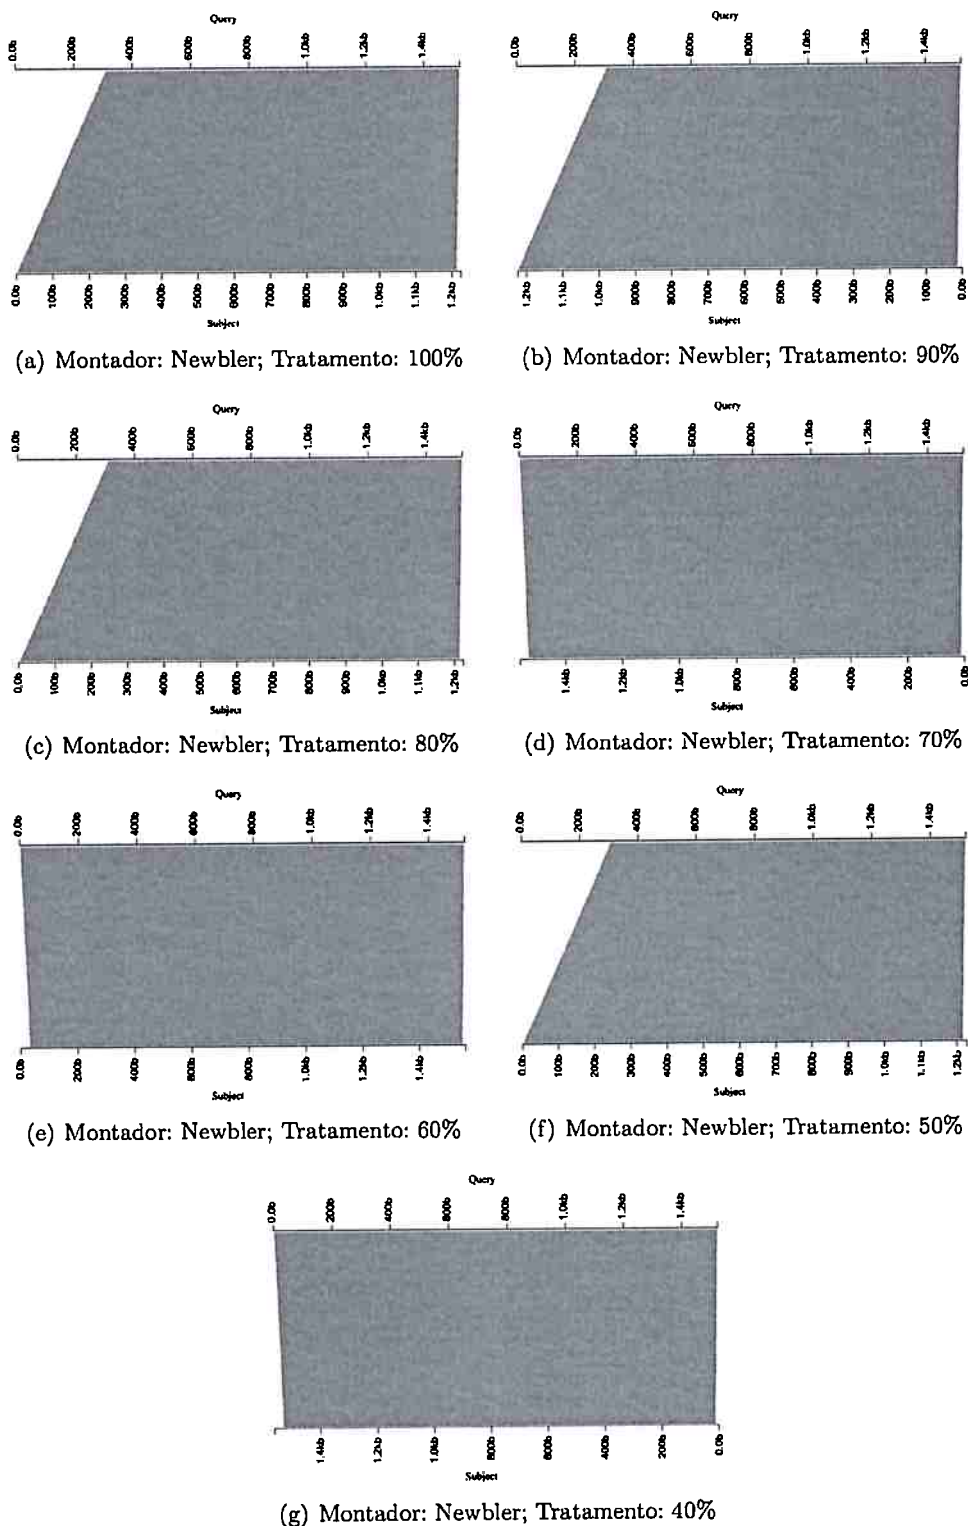 Query
0.0b 200b 400b 600b 800b 1.0kb 1.2kb 1.4kb
0.0b 100b 200b 300b 400b 500b 600b 700b 800b 900b 1.0kb 1.1kb 1.2kb
Subject
(a) Montador: Newbler; Tratamento: 100%
Query
0.0b 200b 400b 600b 800b 1.0kb 1.2kb 1.4kb
1.2kb 1.1kb 1.0kb 900b 800b 700b 600b 500b 400b 300b 200b 100b 0.0b
Subject
(b) Montador: Newbler; Tratamento: 90%
Query
0.0b 200b 400b 600b 800b 1.0kb 1.2kb 1.4kb
0.0b 100b 200b 300b 400b 500b 600b 700b 800b 900b 1.0kb 1.1kb 1.2kb
Subject
(c) Montador: Newbler; Tratamento: 80%
Query
0.0b 200b 400b 600b 800b 1.0kb 1.2kb 1.4kb
1.4kb 1.2kb 1.0kb 800b 600b 400b 200b 0.0b
Subject
(d) Montador: Newbler; Tratamento: 70%
Query
0.0b 200b 400b 600b 800b 1.0kb 1.2kb 1.4kb
0.0b 200b 400b 600b 800b 1.0kb 1.2kb 1.4kb
Subject
(e) Montador: Newbler; Tratamento: 60%
Query
0.0b 200b 400b 600b 800b 1.0kb 1.2kb 1.4kb
0.0b 100b 200b 300b 400b 500b 600b 700b 800b 900b 1.0kb 1.1kb 1.2kb
Subject
(f) Montador: Newbler; Tratamento: 50%
Query
0.0b 200b 400b 600b 800b 1.0kb 1.2kb 1.4kb
1.4kb 1.2kb 1.0kb 800b 600b 400b 200b 0.0b
Subject
(g) Montador: Newbler; Tratamento: 40%